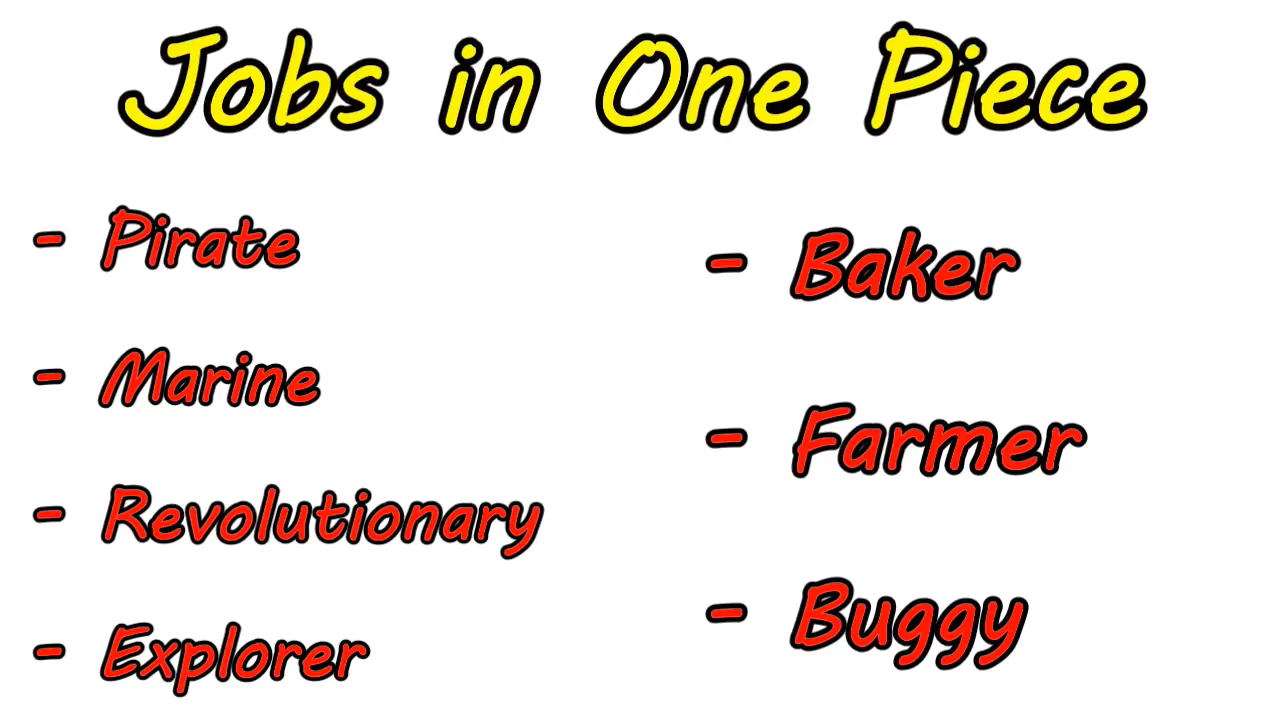 Jobs in One Piece
- Pirate
- Marine
- Revolutionary
- Explorer
- Baker
- Farmer
- Buggy